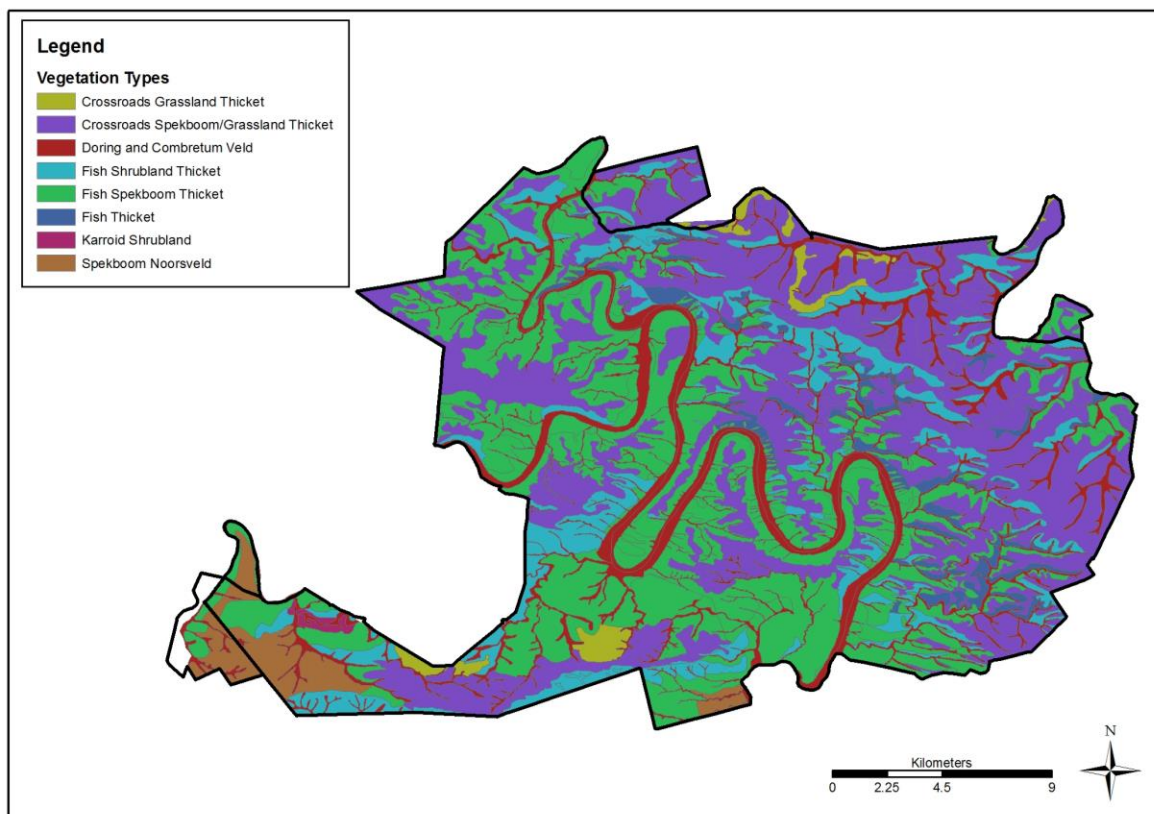 Legend
Vegetation Types
Crossroads Grassland Thicket
Crossroads Spekboom/Grassland Thicket
Doring and Combretum Veld
Fish Shrubland Thicket
Fish Spekboom Thicket
Fish Thicket
Karroid Shrubland
Spekboom Noorsveld
N
Kilometers
0 2.25 4.5 9